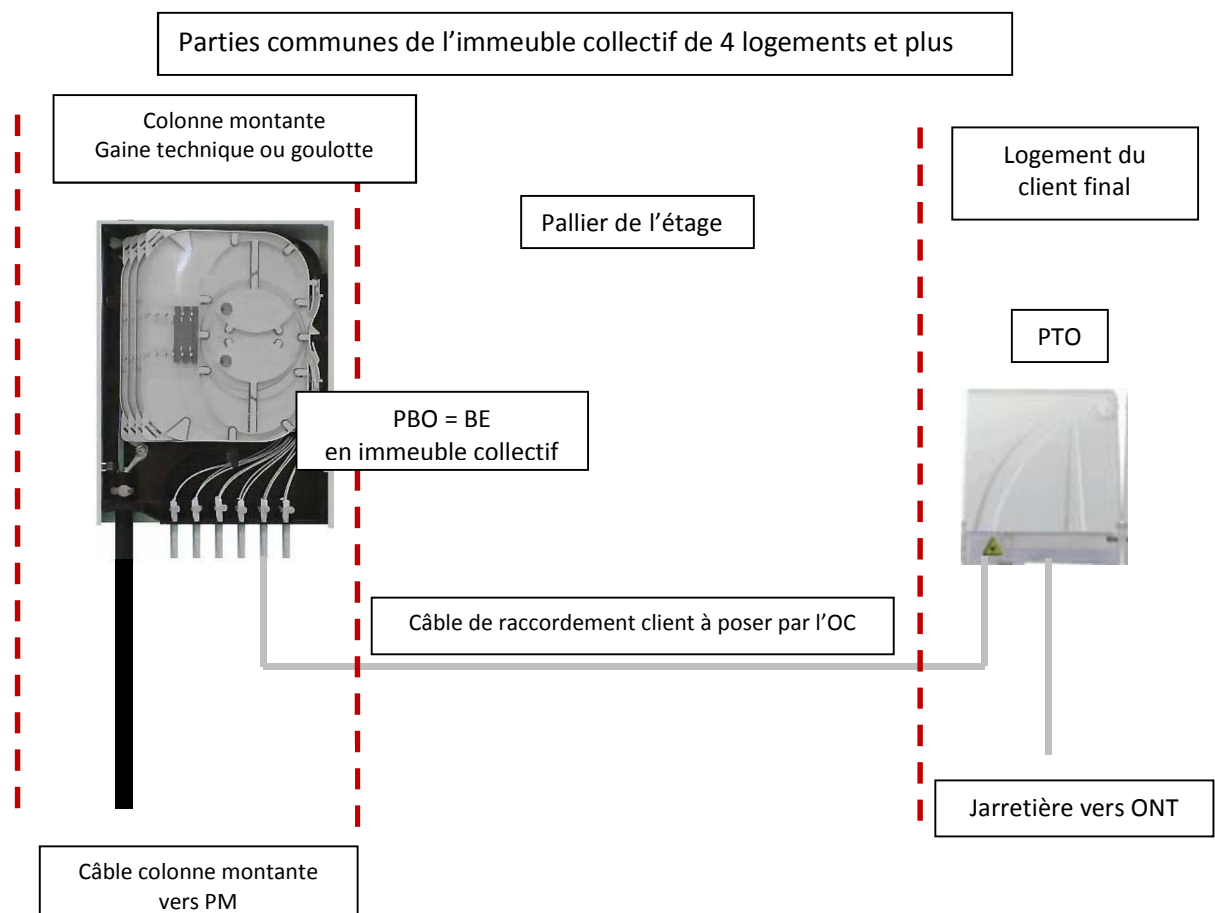 Parties communes de l'immeuble collectif de 4 logements et plus
Colonne montante
Gaine technique ou goulotte
Logement du
client final
Pallier de l'étage
PTO
PBO = BE
en immeuble collectif
Câble de raccordement client à poser par l'OC
Jarretière vers ONT
Câble colonne montante
vers PM